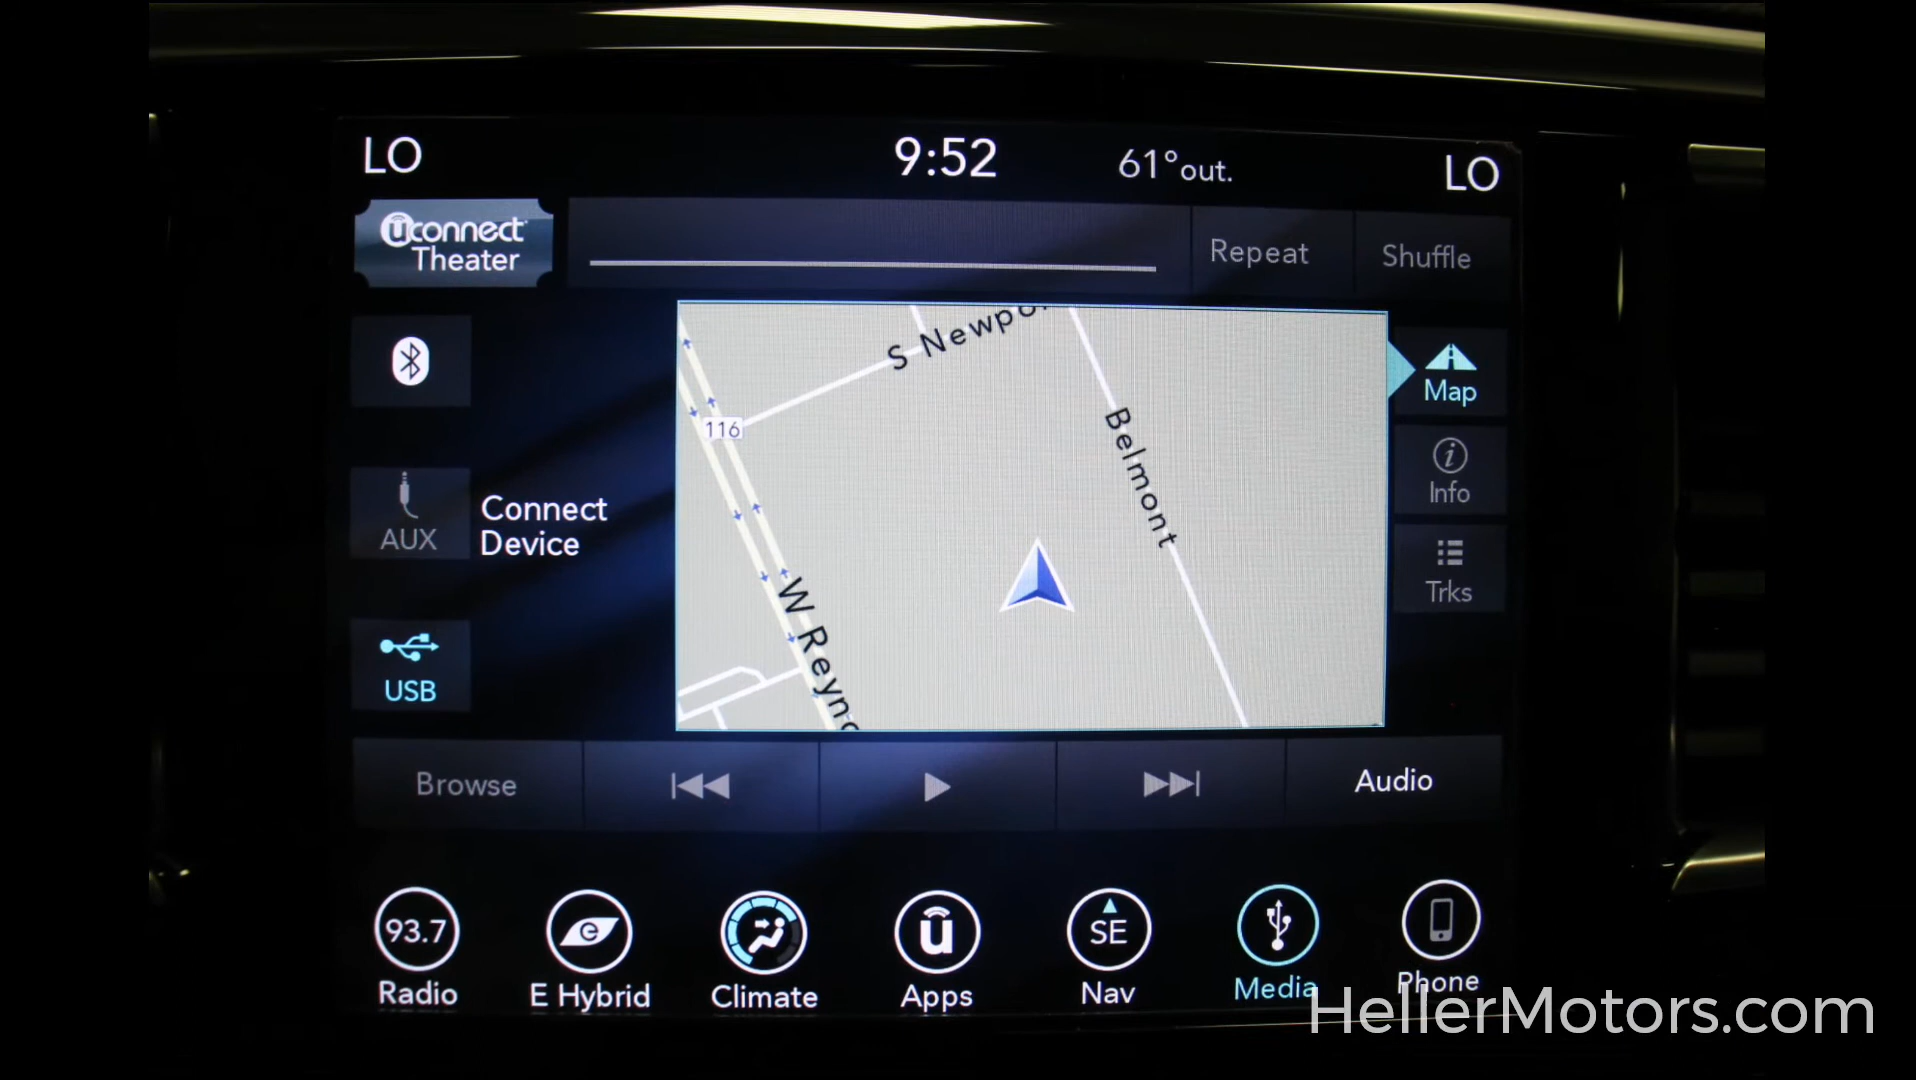 LO
9:52
61°out.
LO
uconnect
Theater
Repeat
Shuffle
S Newpo
116
Belmont
W Reyno
Map
Info
Trks
AUX
Connect
Device
USB
Browse
Audio
93.7
SE
Radio
E Hybrid
Climate
Apps
Nav
Media
Phone
HellerMotors.com